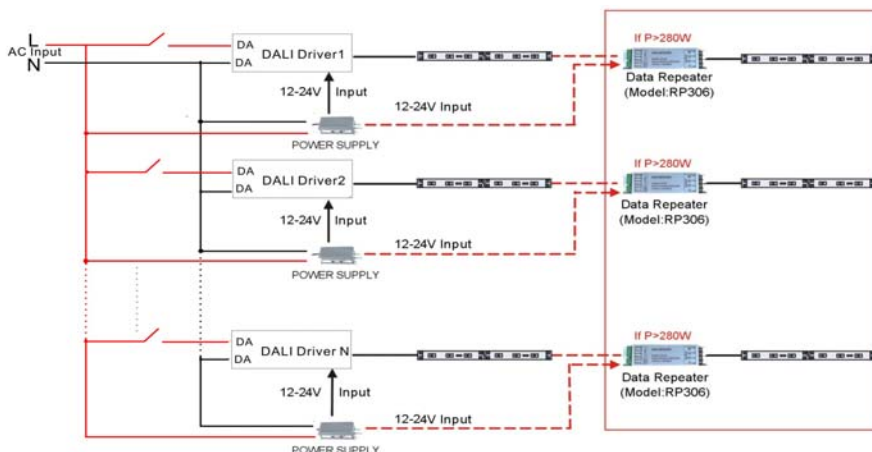 L
AC Input
N
DA
DA
DALI Driver1
If P>280W
Data Repeater
(Model:RP306)
12-24V
Input
12-24V Input
POWER SUPPLY
DA
DA
DALI Driver2
If P>280W
Data Repeater
(Model:RP306)
12-24V
Input
12-24V Input
POWER SUPPLY
DA
DA
DALI Driver N
If P>280W
Data Repeater
(Model:RP306)
12-24V
Input
12-24V Input
POWER SUPPLY